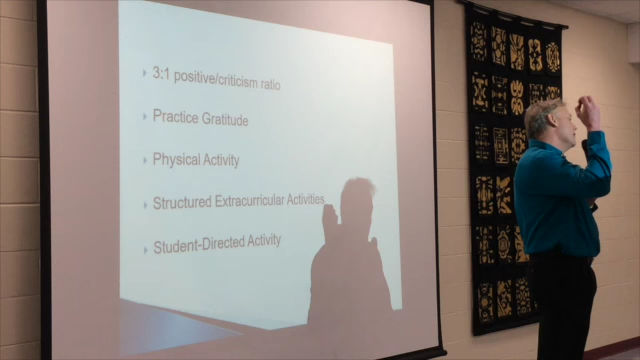 3:1 positive/criticism ratio
Practice Gratitude
Physical Activity
Structured Extracurricular Activities
Student-Directed Activity